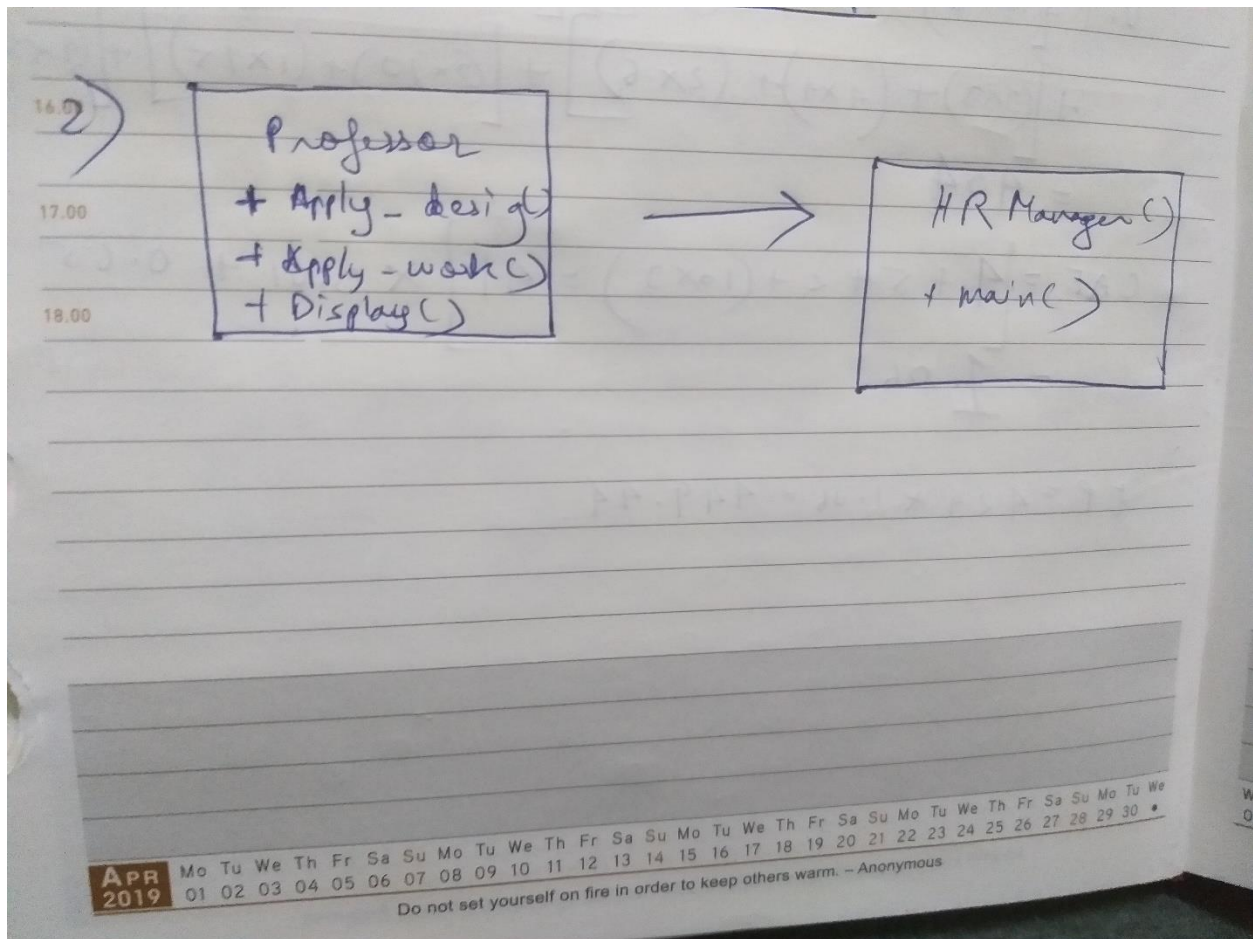 16.00
2)
Professor
+ Apply_desig()
+ Apply-work()
+ Display()
HR Manager()
+ main()
17.00
18.00
APR
2019
Mo Tu We Th Fr Sa Su Mo Tu We Th Fr Sa Su Mo Tu We Th Fr Sa Su Mo Tu We Th Fr Sa Su Mo Tu We
01 02 03 04 05 06 07 08 09 10 11 12 13 14 15 16 17 18 19 20 21 22 23 24 25 26 27 28 29 30 •
Do not set yourself on fire in order to keep others warm. – Anonymous